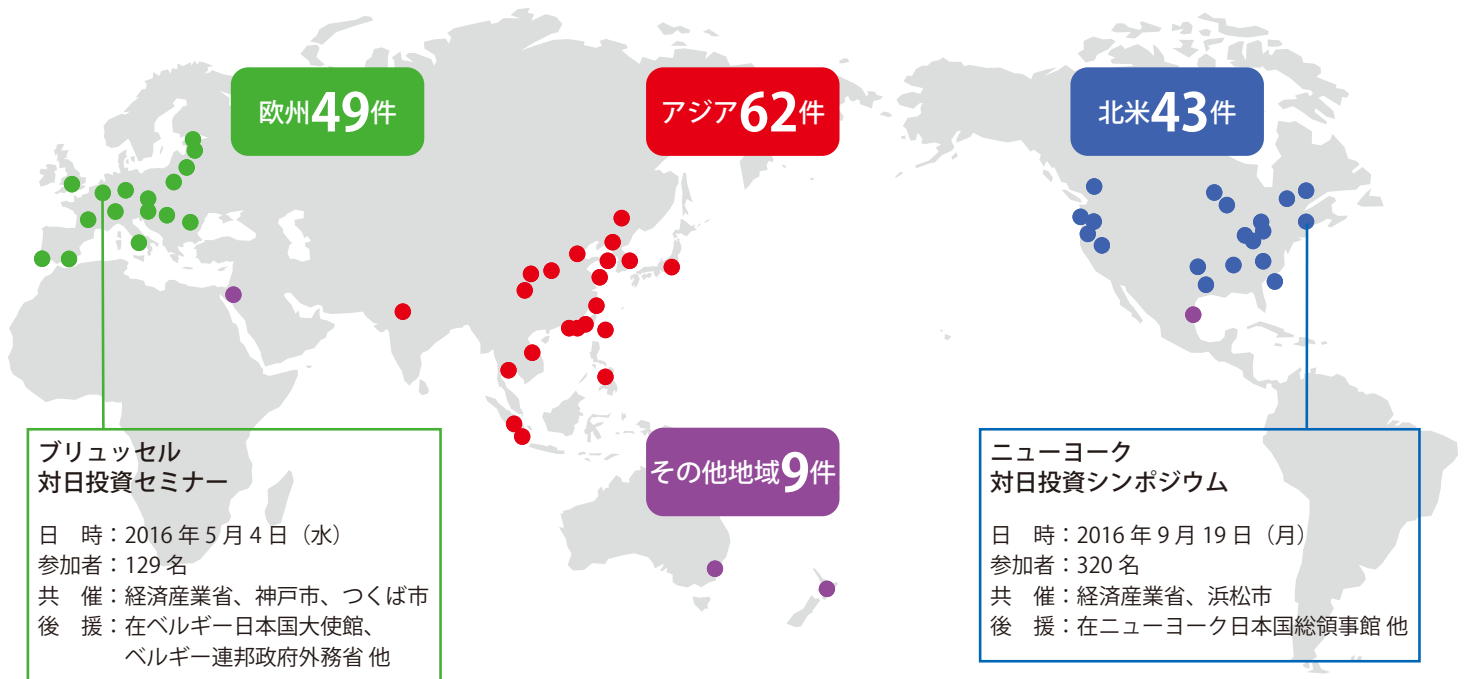 欧州49件
アジア62件
北米43件
その他地域9件
ブリュッセル
対日投資セミナー
日　時：2016年5月4日（水）
参加者：129名
共　催：経済産業省、神戸市、つくば市
後　援：在ベルギー日本国大使館、
ベルギー連邦政府外務省 他
ニューヨーク
対日投資シンポジウム
日　時：2016年9月19日（月）
参加者：320名
共　催：経済産業省、浜松市
後　援：在ニューヨーク日本国総領事館 他